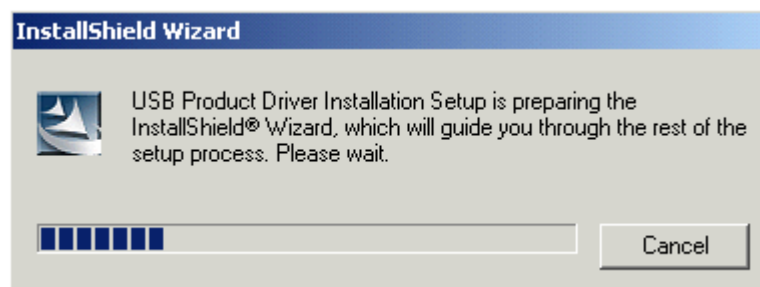 InstallShield Wizard
USB Product Driver Installation Setup is preparing the
InstallShield® Wizard, which will guide you through the rest of the
setup process. Please wait.
Cancel